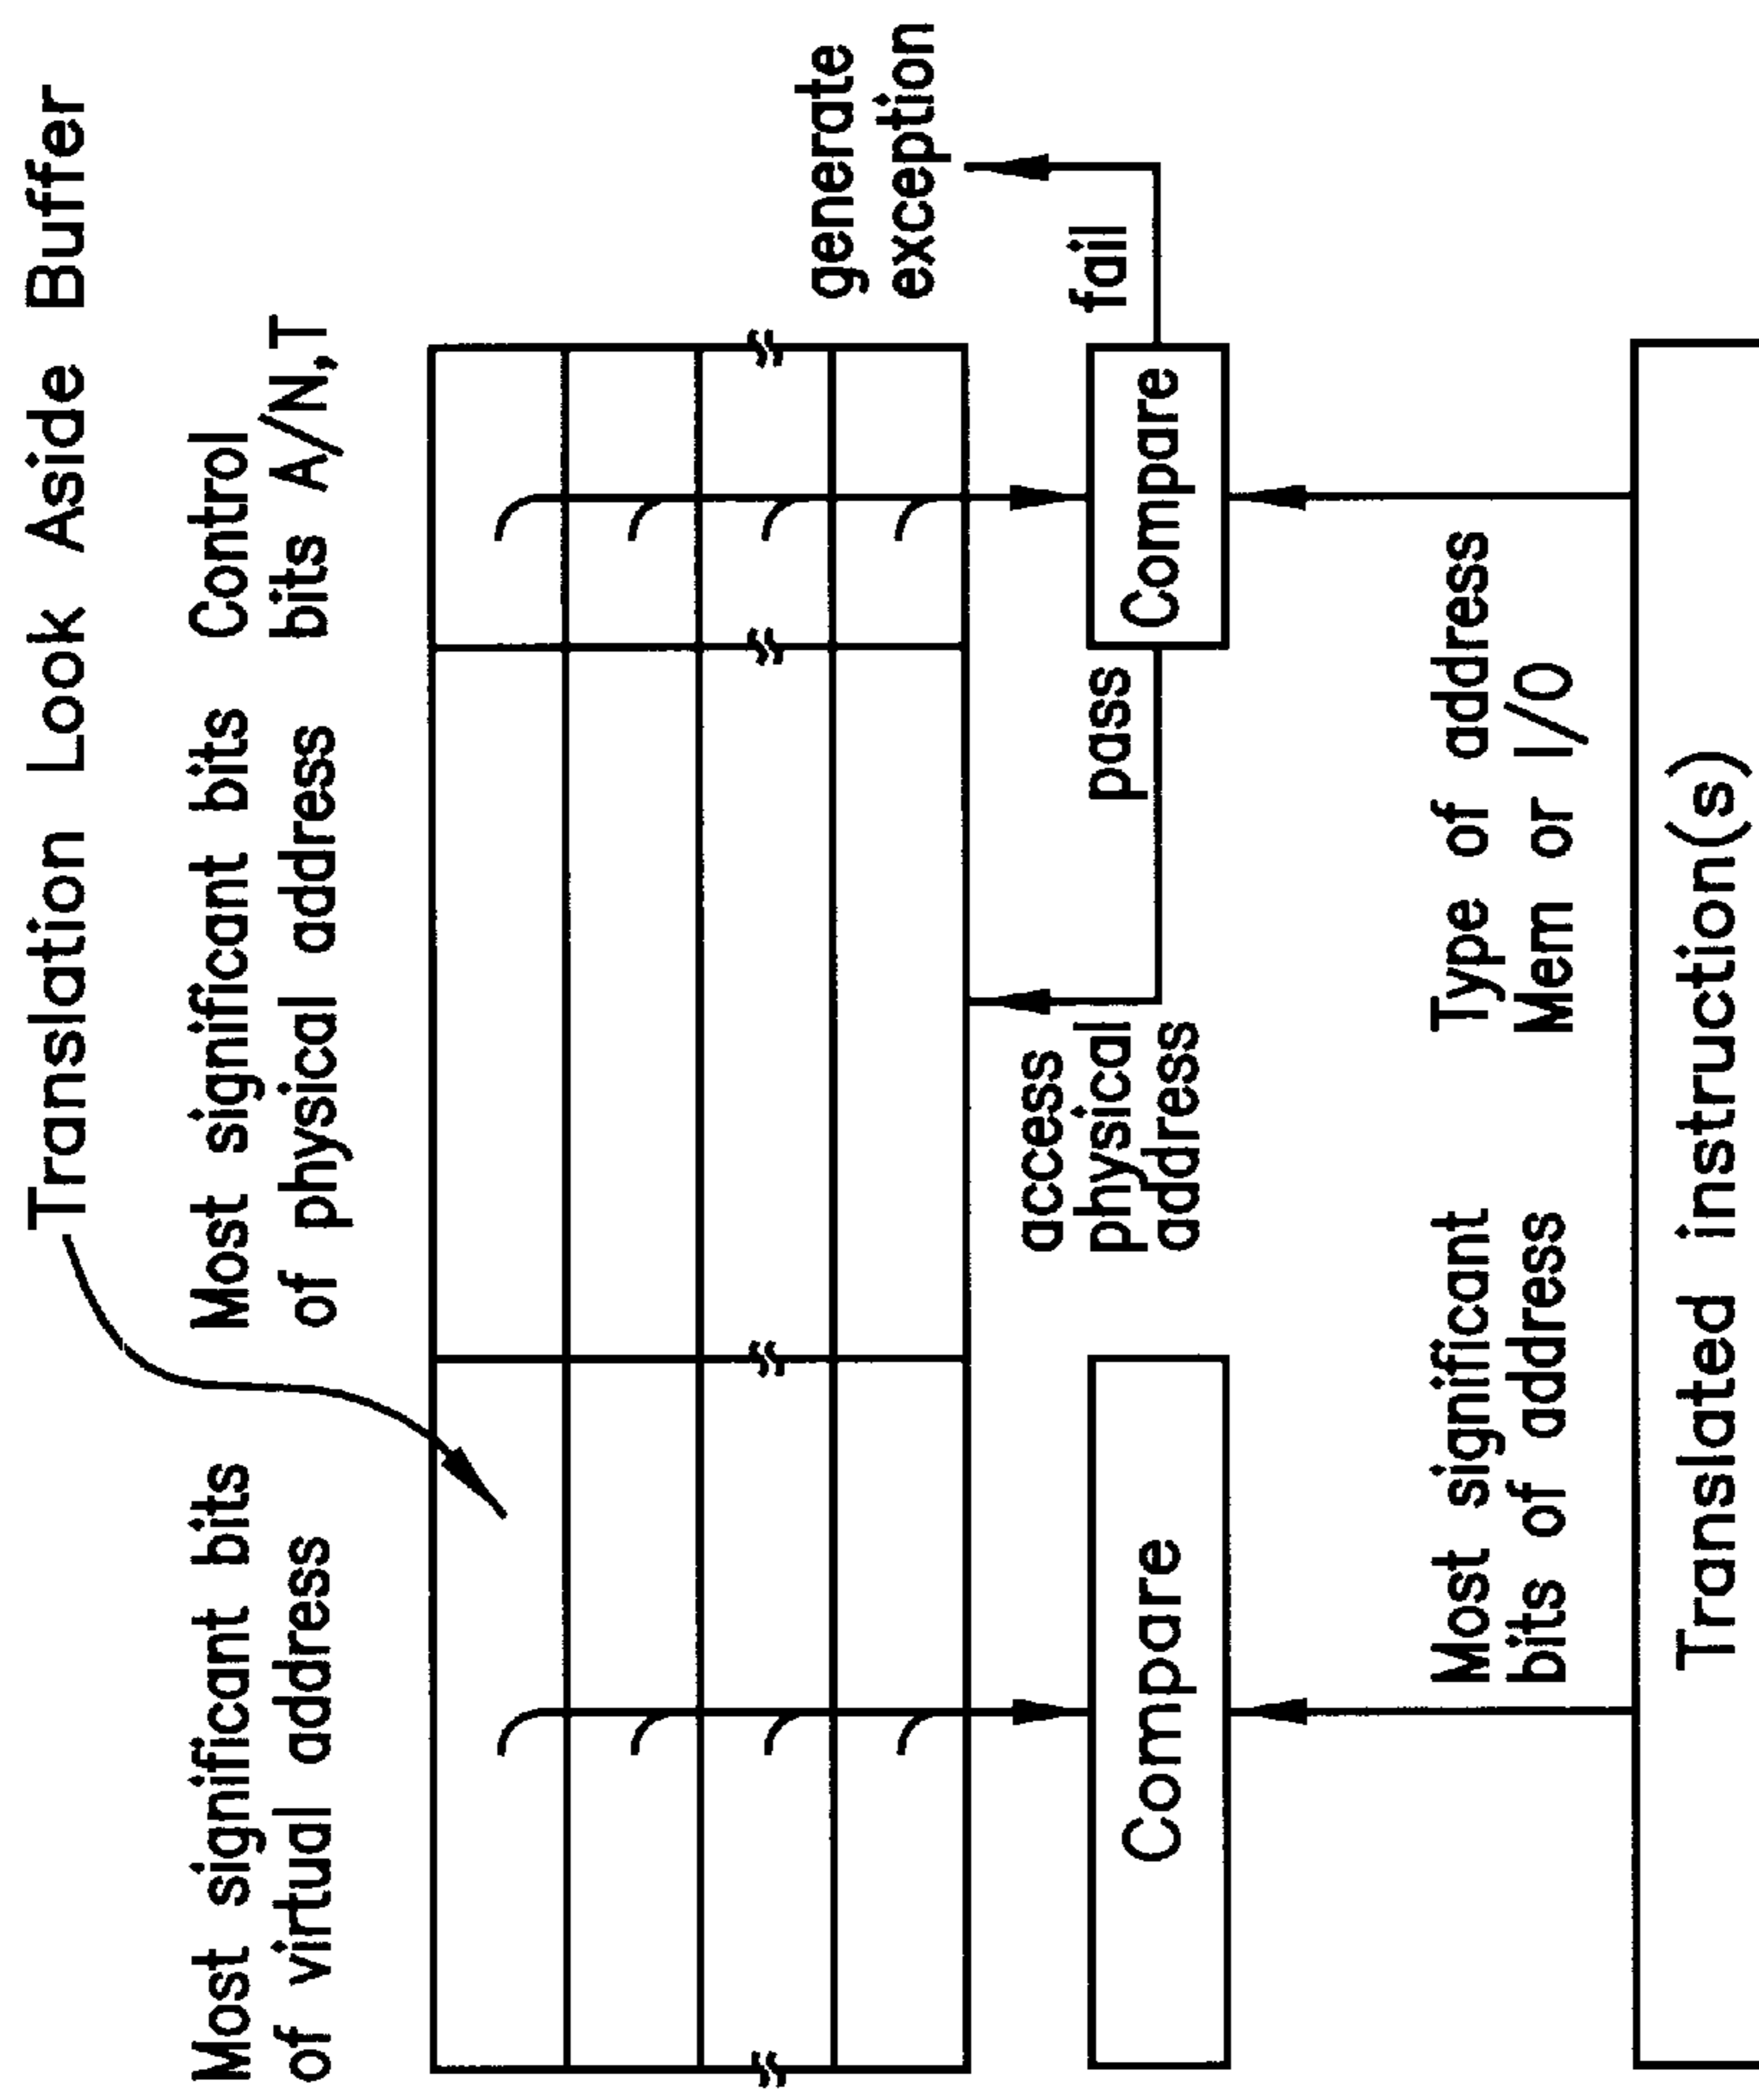 Translation Look Aside Buffer
Most significant bits
of virtual address
Most significant bits
of physical address
Control
bits A/N,T
generate
exception
access
physical
address
pass
fail
Compare
Compare
Most significant
bits of address
Type of address
Mem or I/O
Translated instruction(s)